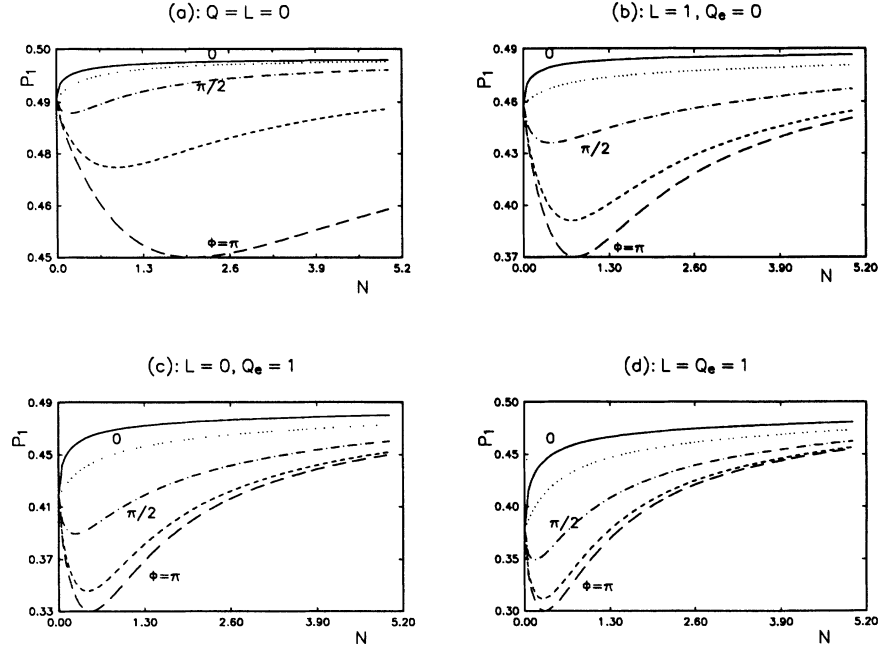 (a): Q = L = 0
P₁
0.50
0.49
0.48
0.46
0.45
0
π/2
ϕ=π
0.0 1.3 2.6 3.9 5.2
N
(b): L = 1, Qₑ = 0
P₁
0.49
0.46
0.43
0.40
0.37
0
π/2
ϕ=π
0.00 1.30 2.60 3.90 5.20
N
(c): L = 0, Qₑ = 1
P₁
0.49
0.45
0.41
0.37
0.33
0
π/2
ϕ=π
0.00 1.30 2.60 3.90 5.20
N
(d): L = Qₑ = 1
P₁
0.50
0.45
0.40
0.35
0.30
0
π/2
ϕ=π
0.00 1.30 2.60 3.90 5.20
N